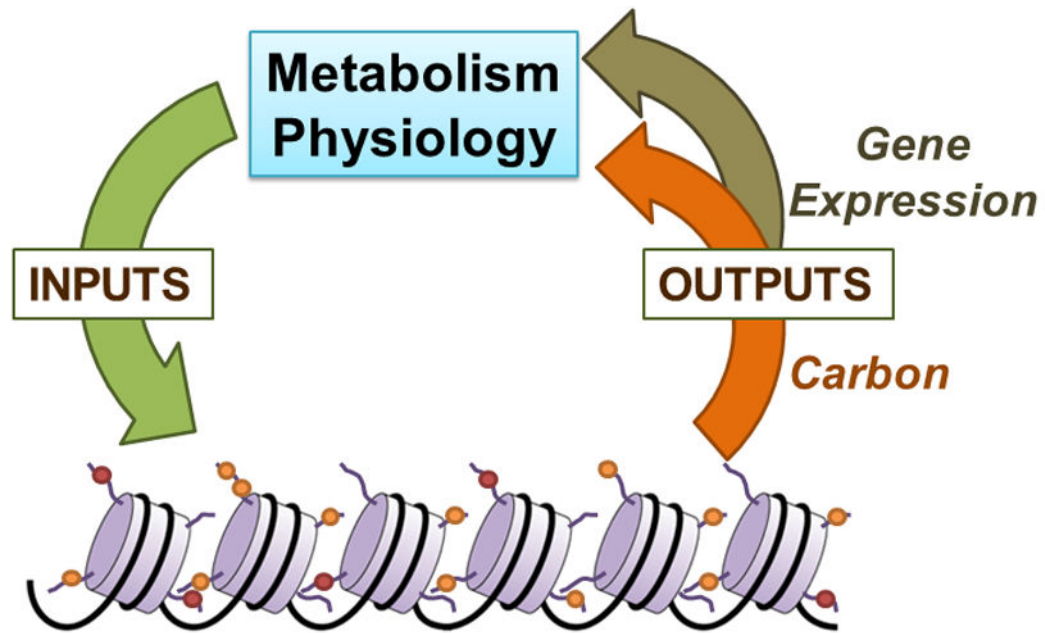 Metabolism
Physiology
Gene
Expression
INPUTS
OUTPUTS
Carbon